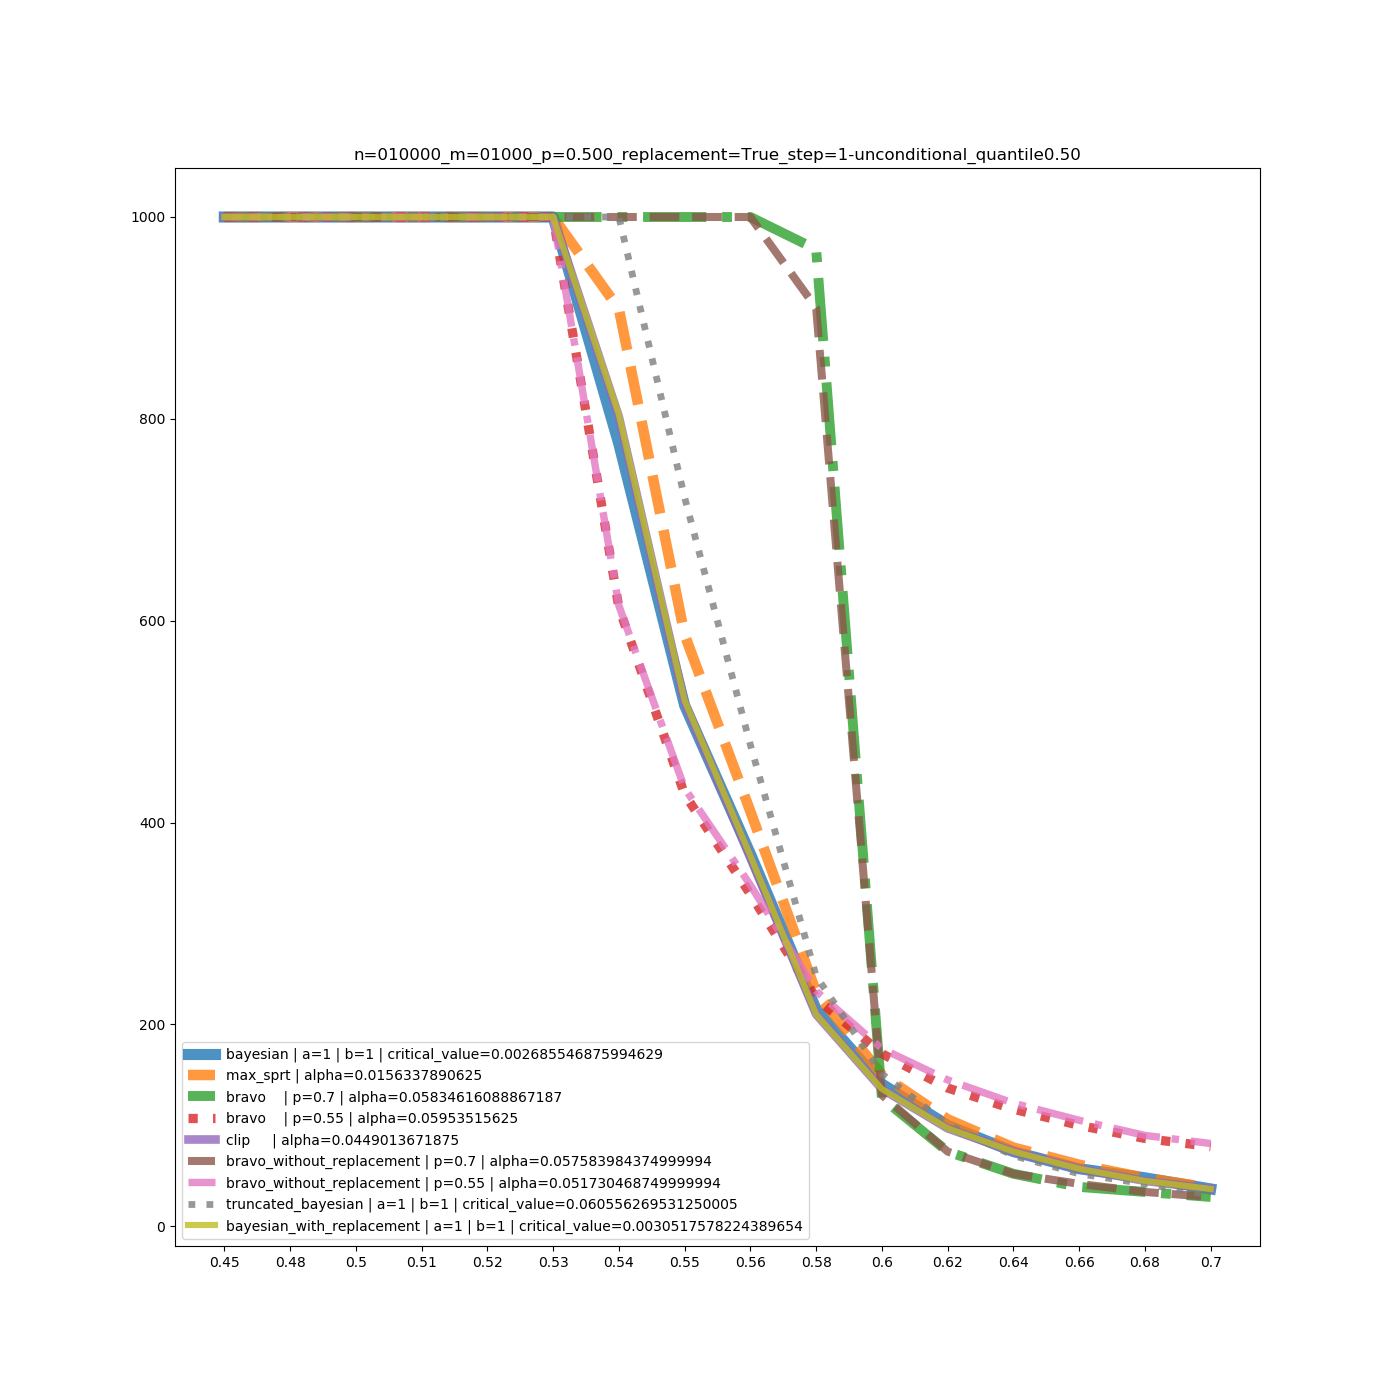 n=010000_m=01000_p=0.500_replacement=True_step=1-unconditional_quantile0.50
1000
800
600
400
200
0
bayesian | a=1 | b=1 | critical_value=0.002685546875994629
max_sprt | alpha=0.0156337890625
bravo | p=0.7 | alpha=0.05834616088867187
bravo | p=0.55 | alpha=0.05953515625
clip | alpha=0.0449013671875
bravo_without_replacement | p=0.7 | alpha=0.057583984374999994
bravo_without_replacement | p=0.55 | alpha=0.051730468749999994
truncated_bayesian | a=1 | b=1 | critical_value=0.060556269531250005
bayesian_with_replacement | a=1 | b=1 | critical_value=0.0030517578224389654
0.45 0.48 0.5 0.51 0.52 0.53 0.54 0.55 0.56 0.58 0.6 0.62 0.64 0.66 0.68 0.7